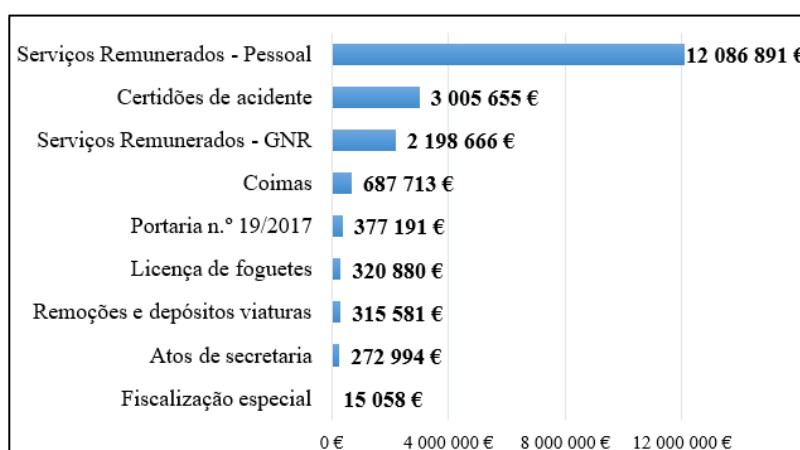 Serviços Remunerados - Pessoal 12 086 891 €
Certidões de acidente 3 005 655 €
Serviços Remunerados - GNR 2 198 666 €
Coimas 687 713 €
Portaria n.º 19/2017 377 191 €
Licença de foguetes 320 880 €
Remoções e depósitos viaturas 315 581 €
Atos de secretaria 272 994 €
Fiscalização especial 15 058 €
0 € 4 000 000 € 8 000 000 € 12 000 000 €